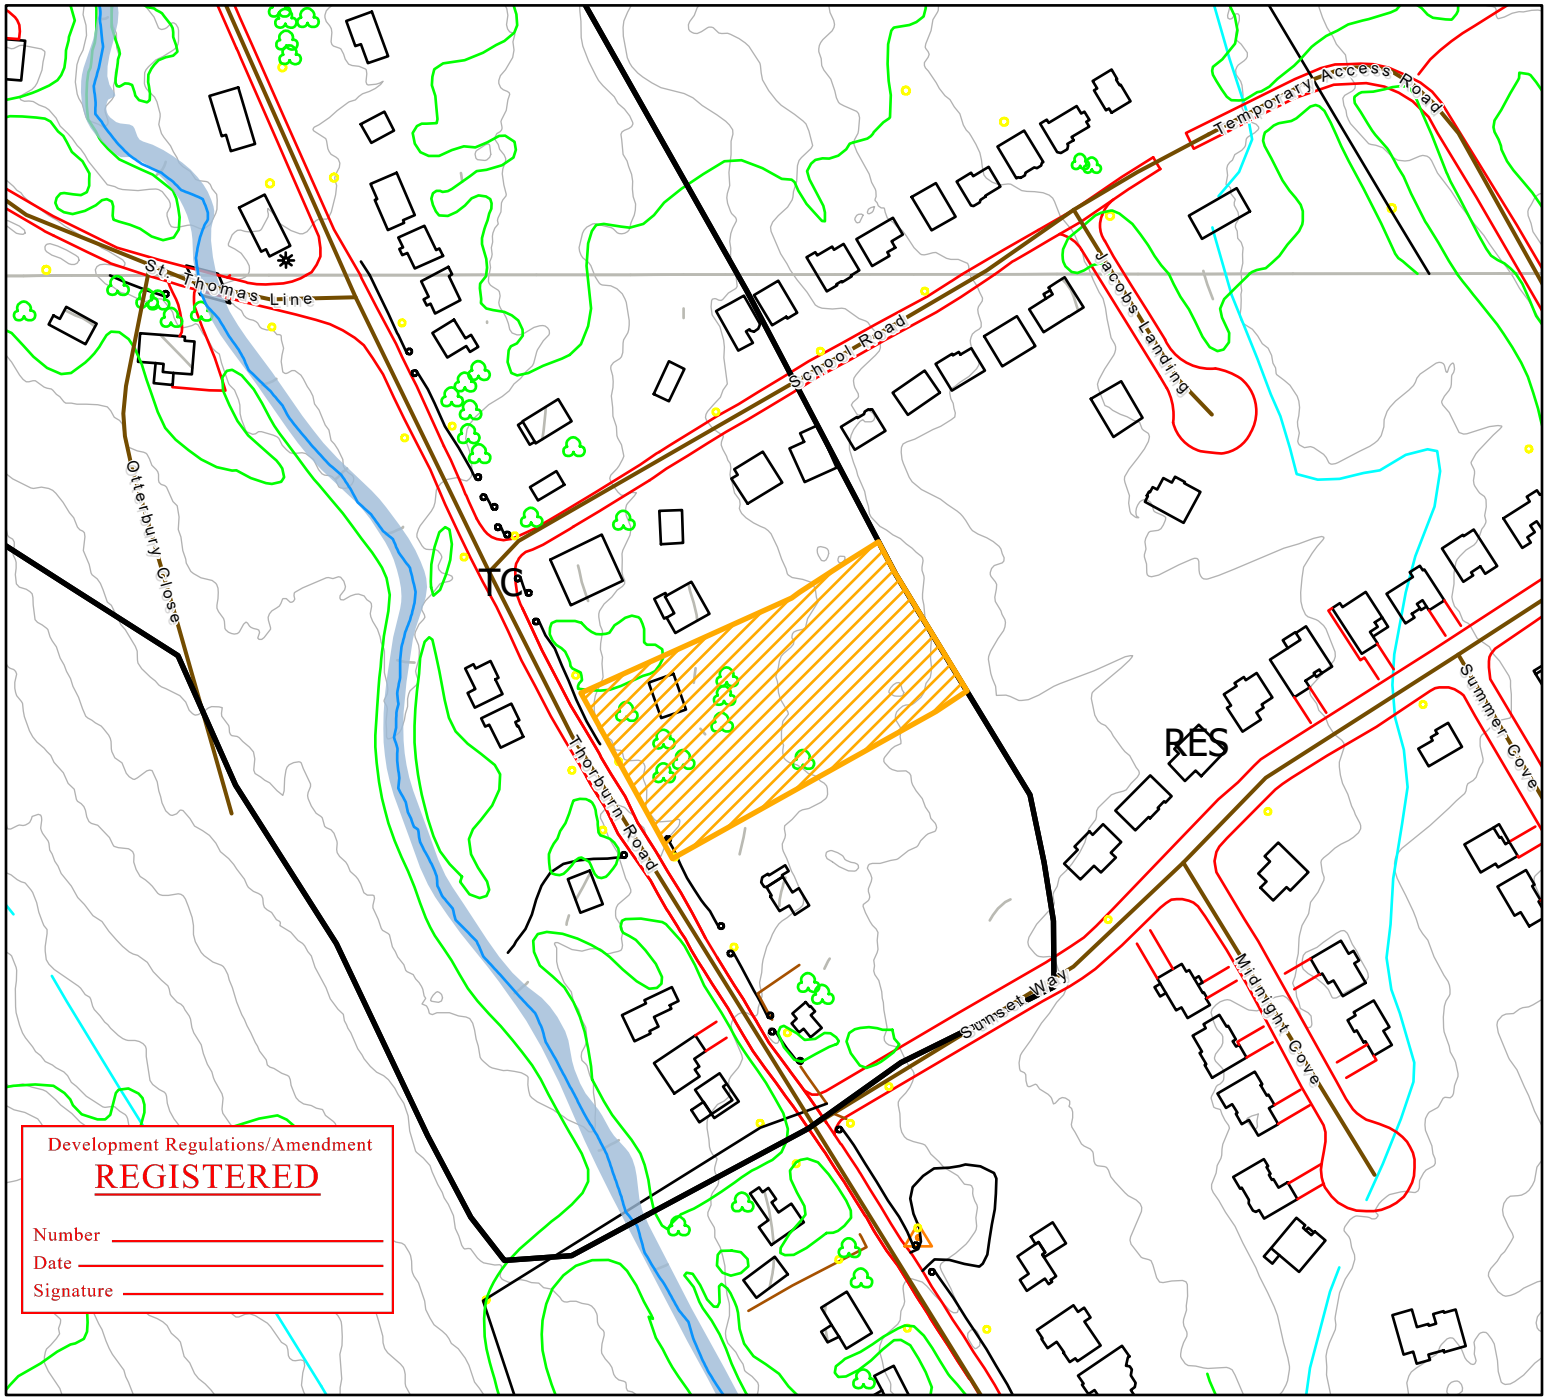 Temporary Access Road
St. Thomas Line
Jacobs Landing
School Road
Otterbury Close
TC
Summer Cove
RES
Thorburn Road
Sunset Way
Midnight Cove
Development Regulations/Amendment
REGISTERED
Number
Date
Signature